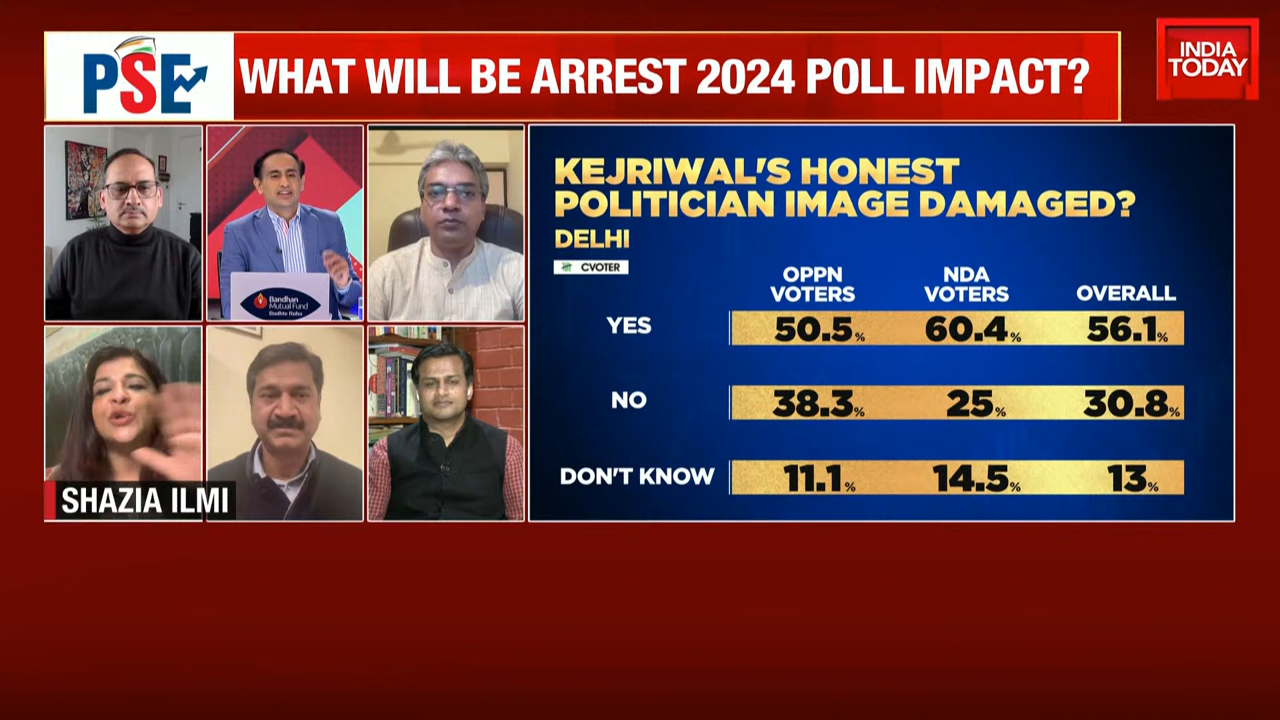 PSE
WHAT WILL BE ARREST 2024 POLL IMPACT?
INDIA
TODAY
Bandhan
Mutual Fund
Badhte Raho
SHAZIA ILMI
KEJRIWAL'S HONEST
POLITICIAN IMAGE DAMAGED?
DELHI
CVOTER
OPPN
VOTERS
NDA
VOTERS
OVERALL
YES 50.5% 60.4% 56.1%
NO 38.3% 25% 30.8%
DON'T KNOW 11.1% 14.5% 13%